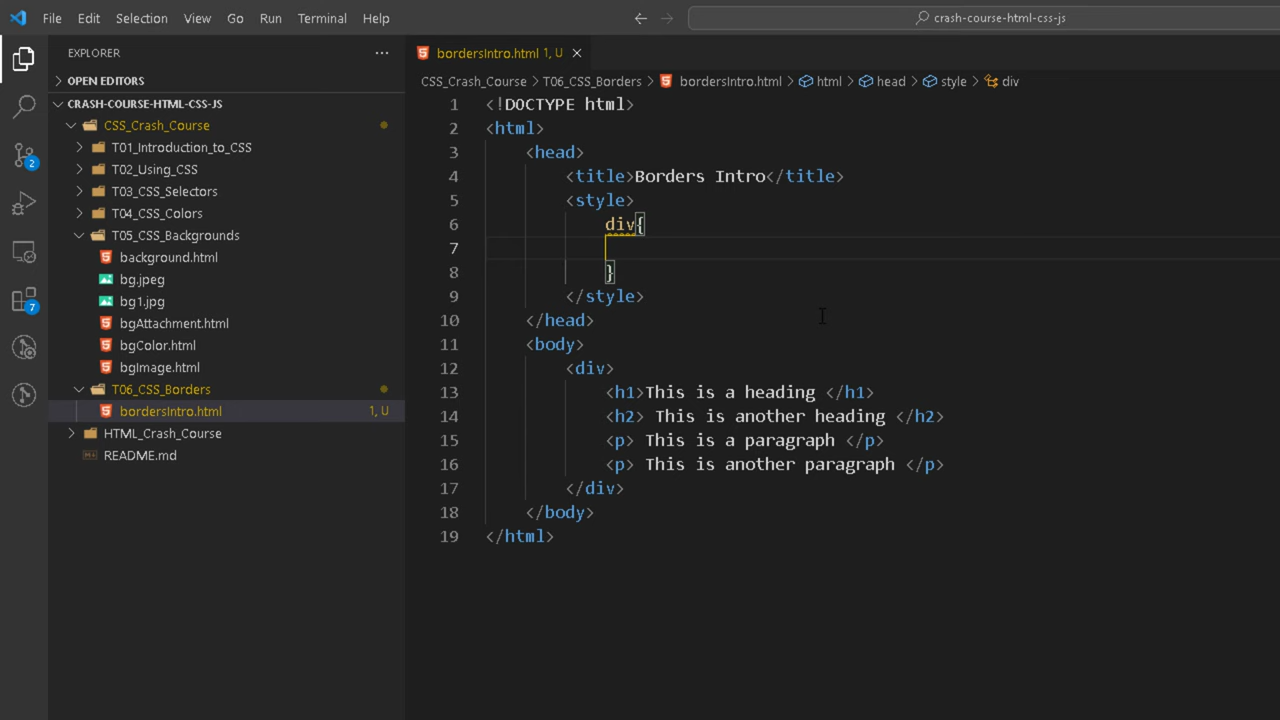 File Edit Selection View Go Run Terminal Help
crash-course-html-css-js
EXPLORER
OPEN EDITORS
CRASH-COURSE-HTML-CSS-JS
CSS_Crash_Course
T01_Introduction_to_CSS
T02_Using_CSS
T03_CSS_Selectors
T04_CSS_Colors
T05_CSS_Backgrounds
background.html
bg.jpeg
bg1.jpg
bgAttachment.html
bgColor.html
bgImage.html
T06_CSS_Borders
bordersIntro.html 1, U
HTML_Crash_Course
README.md
2
7
bordersIntro.html 1, U
CSS_Crash_Course > T06_CSS_Borders > bordersIntro.html > html > head > style > div
1 <!DOCTYPE html>
2 <html>
3 <head>
4 <title>Borders Intro</title>
5 <style>
6 div{
7
8 }
9 </style>
10 </head>
11 <body>
12 <div>
13 <h1>This is a heading </h1>
14 <h2> This is another heading </h2>
15 <p> This is a paragraph </p>
16 <p> This is another paragraph </p>
17 </div>
18 </body>
19 </html>